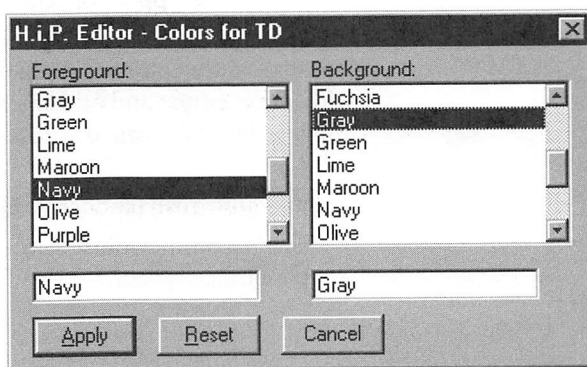 H.i.P. Editor - Colors for TD
Foreground:
Gray
Green
Lime
Maroon
Navy
Olive
Purple
Navy
Background:
Fuchsia
Gray
Green
Lime
Maroon
Navy
Olive
Gray
Apply
Reset
Cancel